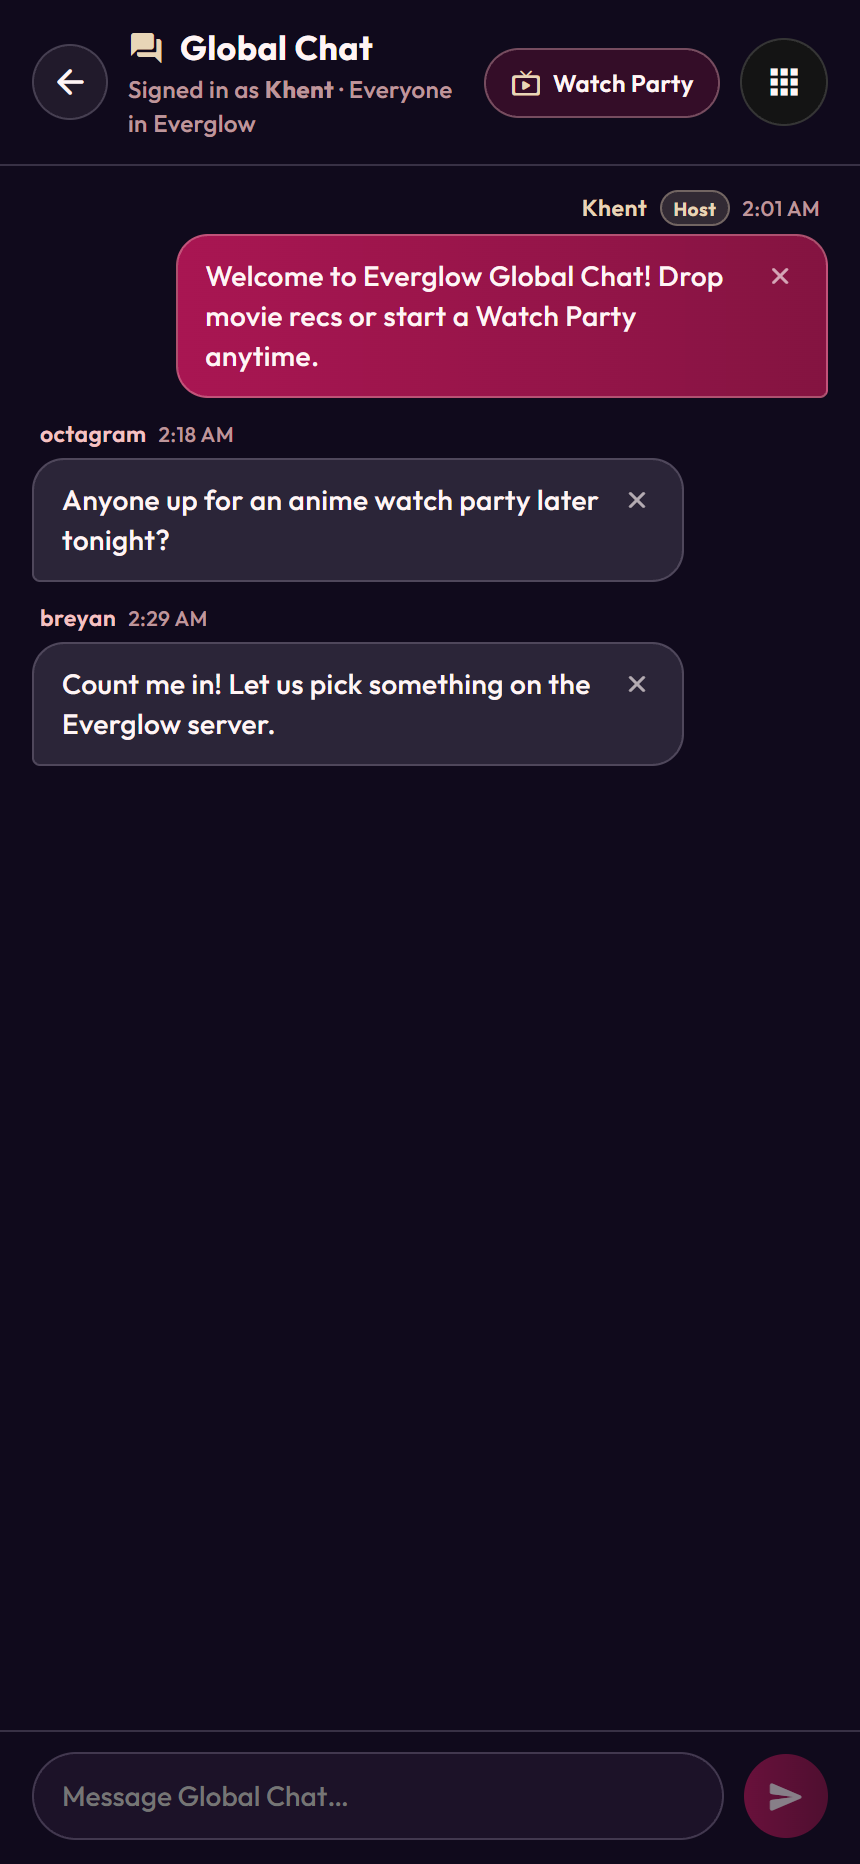 Global Chat
Signed in as Khent · Everyone
in Everglow
Watch Party
Khent Host 2:01 AM
Welcome to Everglow Global Chat! Drop
movie recs or start a Watch Party
anytime.
octagram 2:18 AM
Anyone up for an anime watch party later
tonight?
breyan 2:29 AM
Count me in! Let us pick something on the
Everglow server.
Message Global Chat...